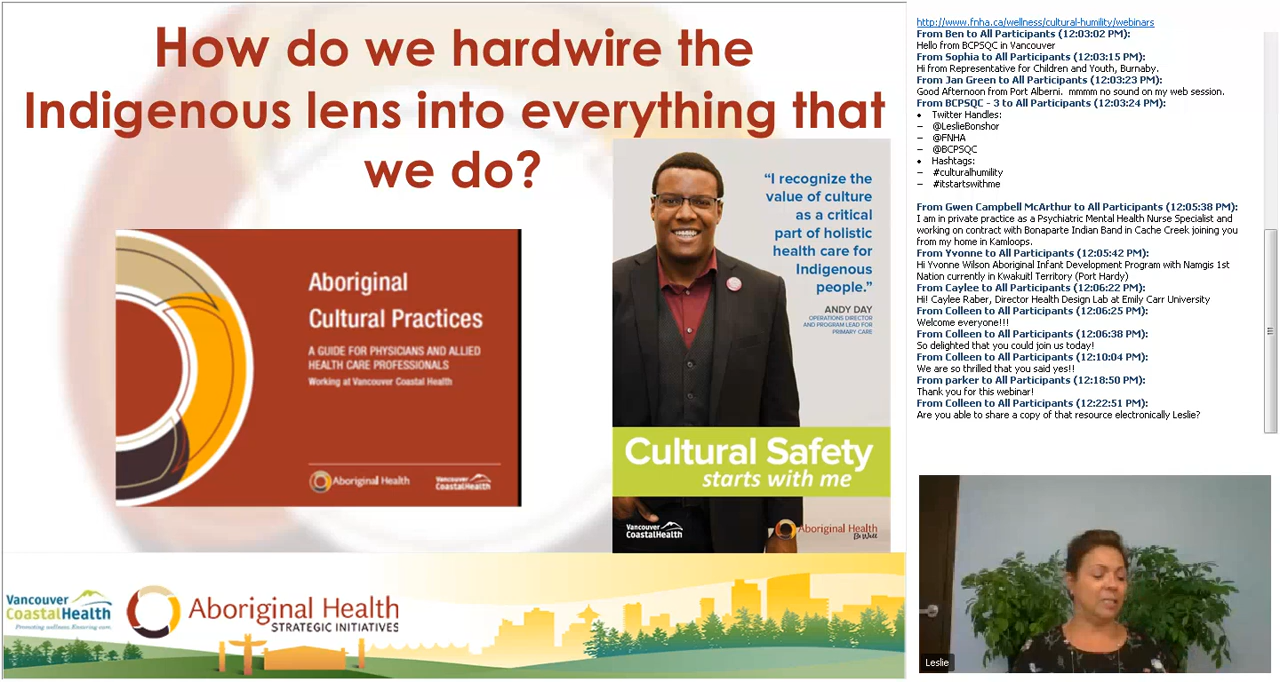 How do we hardwire the
Indigenous lens into everything that
we do?
Aboriginal
Cultural Practices
A GUIDE FOR PHYSICIANS AND ALLIED
HEALTH CARE PROFESSIONALS
Working at Vancouver Coastal Health
Aboriginal Health
Vancouver
CoastalHealth
“I recognize the
value of culture
as a critical
part of holistic
health care for
Indigenous
people.”
ANDY DAY
OPERATIONS DIRECTOR
AND PROGRAM LEAD FOR
PRIMARY CARE
Cultural Safety
starts with me
Vancouver
CoastalHealth
Aboriginal Health
Be Well
Vancouver
CoastalHealth
Promoting wellness. Ensuring care.
Aboriginal Health
STRATEGIC INITIATIVES
http://www.fnha.ca/wellness/cultural-humility/webinars
From Ben to All Participants (12:03:02 PM):
Hello from BCPSQC in Vancouver
From Sophia to All Participants (12:03:15 PM):
Hi from Representative for Children and Youth, Burnaby.
From Jan Green to All Participants (12:03:23 PM):
Good Afternoon from Port Alberni. mmmm no sound on my web session.
From BCPSQC - 3 to All Participants (12:03:24 PM):
• Twitter Handles:
– @LeslieBonshor
– @FNHA
– @BCPSQC
• Hashtags:
– #culturalhumility
– #itstartswithme
From Gwen Campbell McArthur to All Participants (12:05:38 PM):
I am in private practice as a Psychiatric Mental Health Nurse Specialist and
working on contract with Bonaparte Indian Band in Cache Creek joining you
from my home in Kamloops.
From Yvonne to All Participants (12:05:42 PM):
Hi Yvonne Wilson Aboriginal Infant Development Program with Namgis 1st
Nation currently in Kwakuitl Territory (Port Hardy)
From Caylee to All Participants (12:06:22 PM):
Hi! Caylee Raber, Director Health Design Lab at Emily Carr University
From Colleen to All Participants (12:06:25 PM):
Welcome everyone!!!
From Colleen to All Participants (12:06:38 PM):
So delighted that you could join us today!
From Colleen to All Participants (12:10:04 PM):
We are so thrilled that you said yes!!
From parker to All Participants (12:18:50 PM):
Thank you for this webinar!
From Colleen to All Participants (12:22:51 PM):
Are you able to share a copy of that resource electronically Leslie?
Leslie